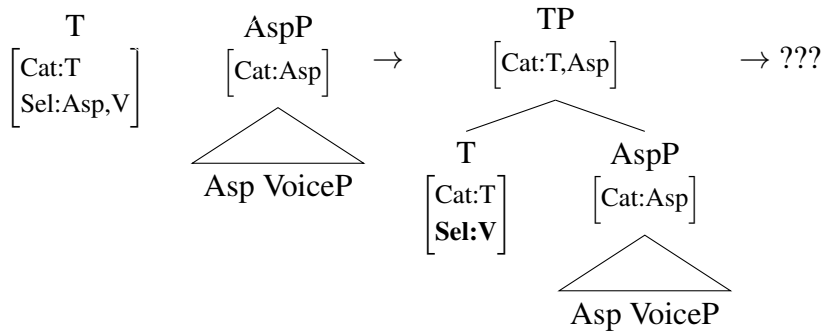 T
[Cat:T
Sel:Asp,V]
AspP
[Cat:Asp]
Asp VoiceP
→
TP
[Cat:T,Asp]
T
[Cat:T
Sel:V]
AspP
[Cat:Asp]
Asp VoiceP
→ ???